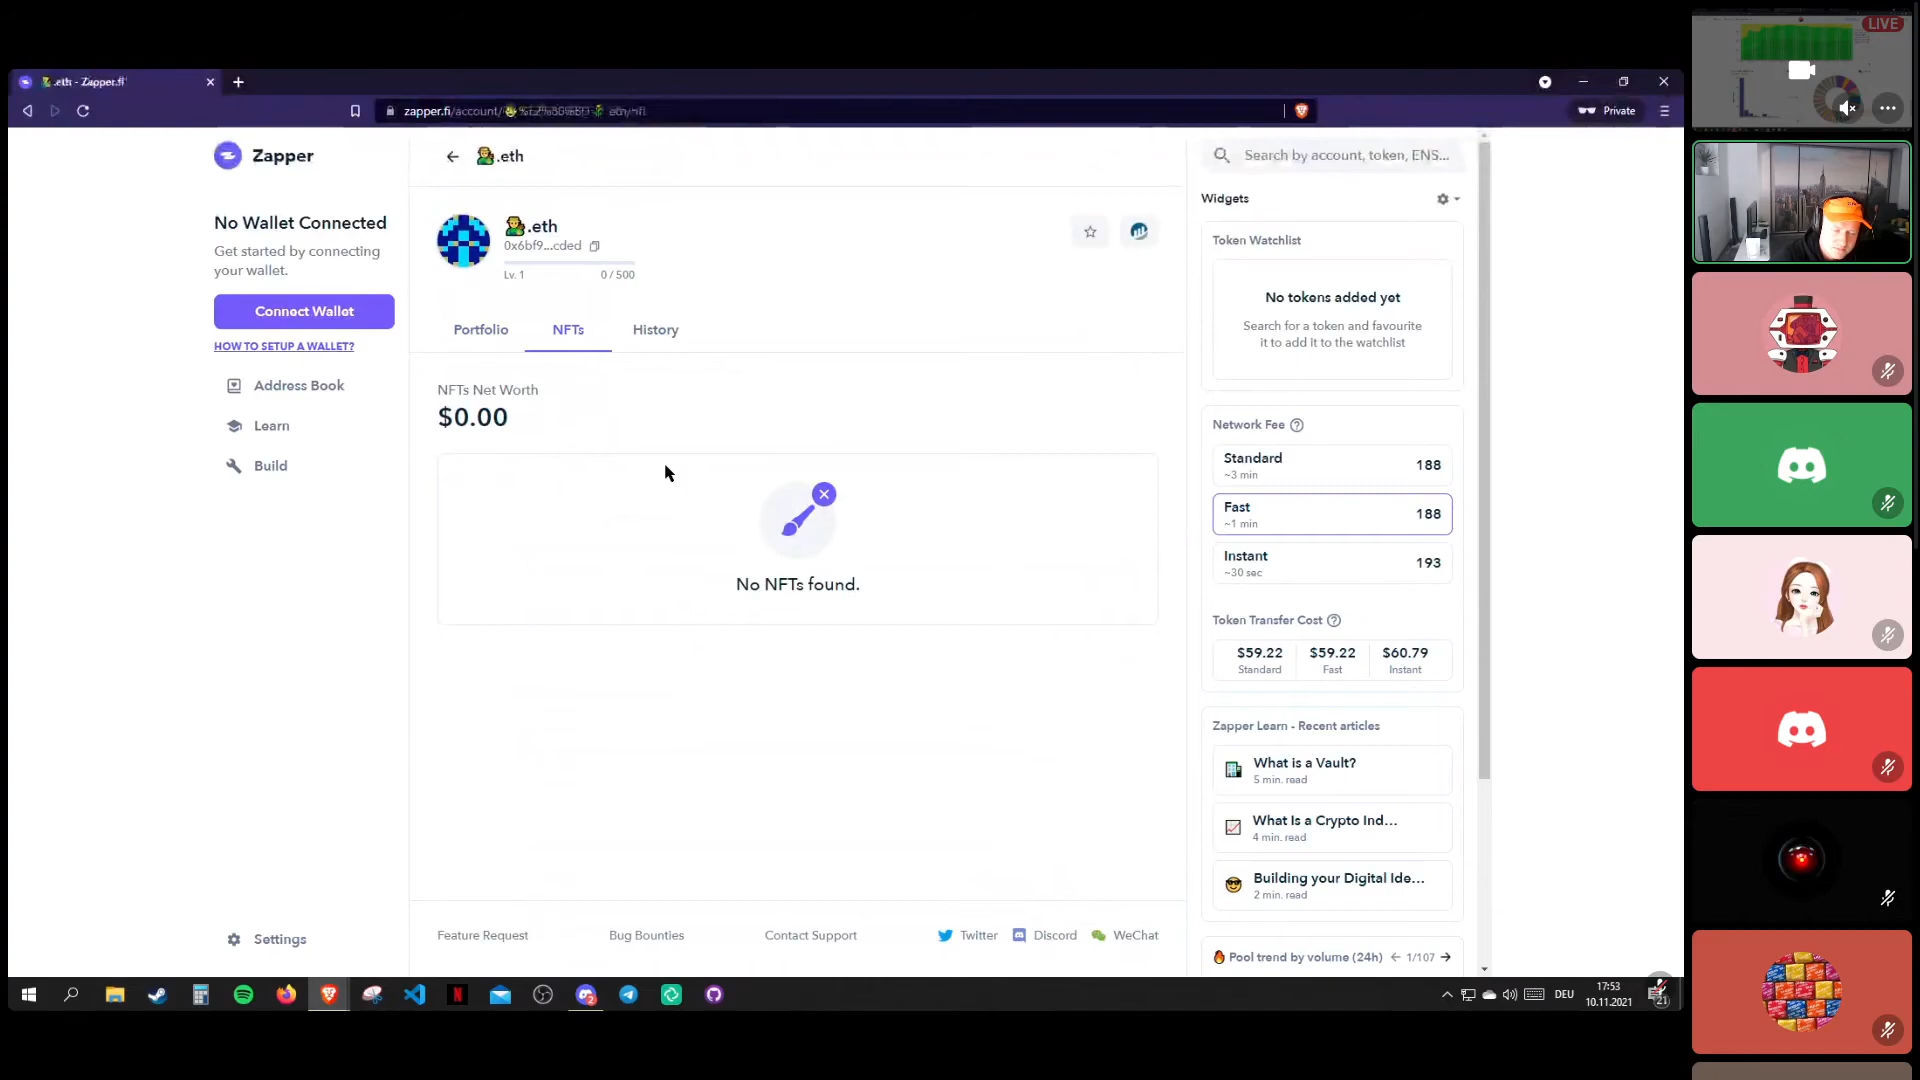 LIVE
.eth - Zapper.fi
zapper.fi/account/
Private
Zapper
.eth
Search by account, token, ENS...
No Wallet Connected
Get started by connecting
your wallet.
Connect Wallet
HOW TO SETUP A WALLET?
Address Book
Learn
Build
Settings
.eth
0x6bf9...cded
Lv. 1
0 / 500
Portfolio
NFTs
History
NFTs Net Worth
$0.00
No NFTs found.
Widgets
Token Watchlist
No tokens added yet
Search for a token and favourite
it to add it to the watchlist
Network Fee
Standard
188
~3 min
Fast
188
~1 min
Instant
193
~30 sec
Token Transfer Cost
$59.22 $59.22 $60.79
Standard Fast Instant
Zapper Learn - Recent articles
What is a Vault?
5 min. read
What Is a Crypto Ind...
4 min. read
Building your Digital Ide...
2 min. read
Pool trend by volume (24h)
1/107
Feature Request
Bug Bounties
Contact Support
Twitter
Discord
WeChat
DEU
17:53
10.11.2021
21